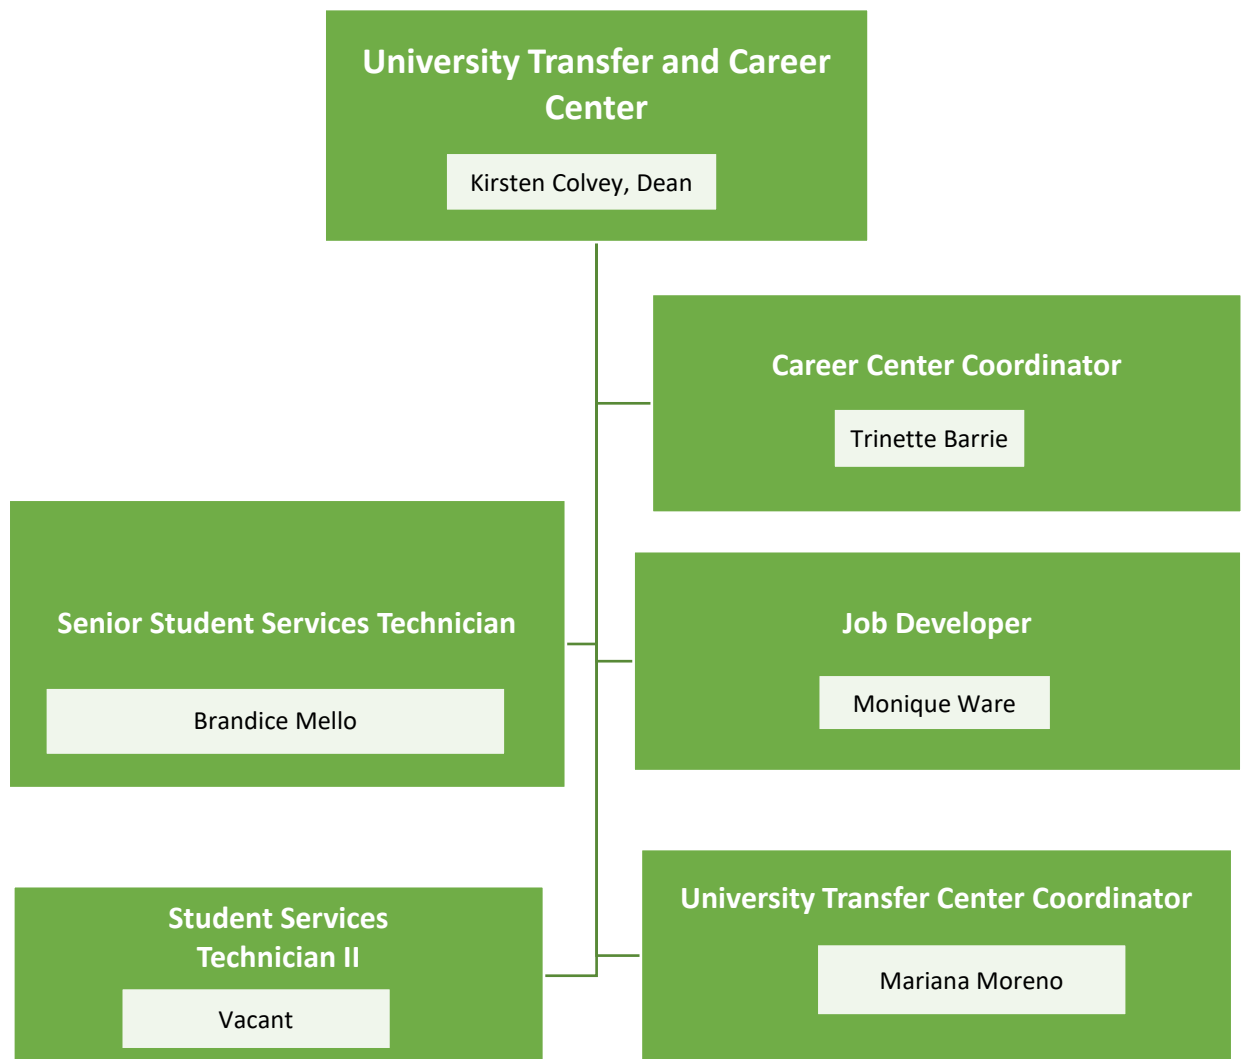 University Transfer and Career
Center
Kirsten Colvey, Dean
Career Center Coordinator
Trinette Barrie
Senior Student Services Technician
Brandice Mello
Job Developer
Monique Ware
Student Services
Technician II
Vacant
University Transfer Center Coordinator
Mariana Moreno